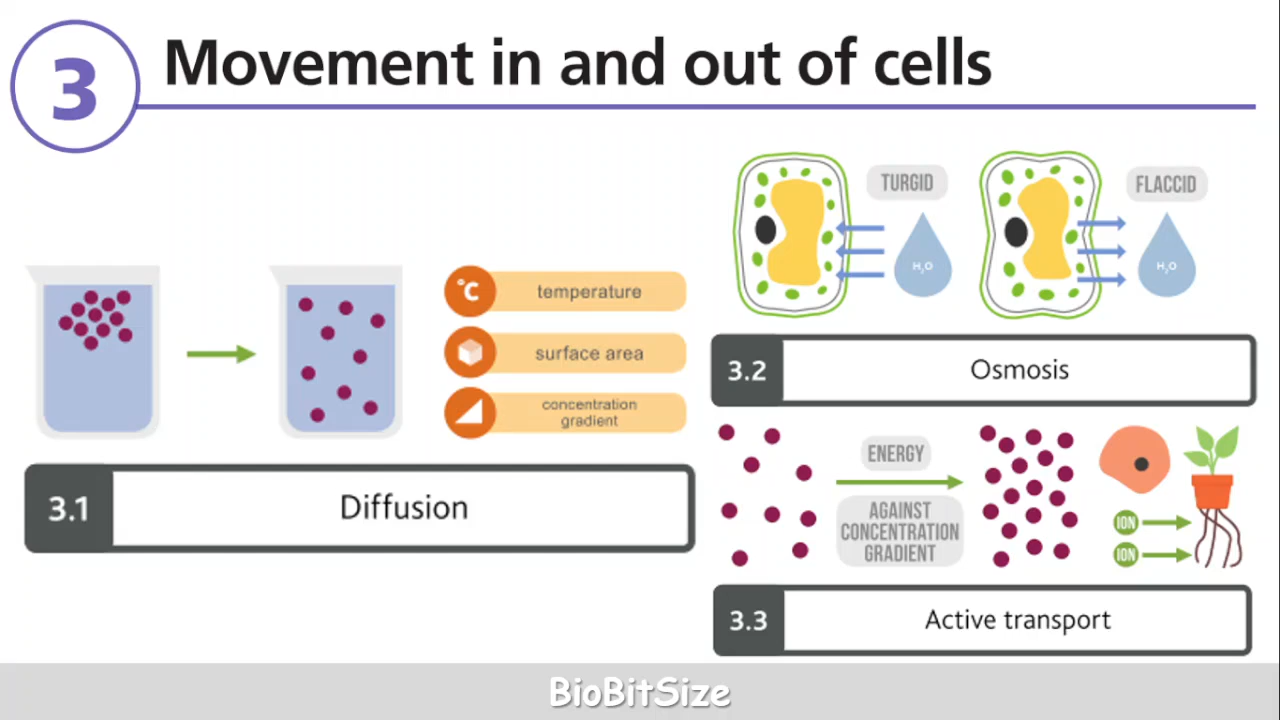 3
Movement in and out of cells
°C
temperature
surface area
concentration
gradient
3.1
Diffusion
TURGID
H₂O
FLACCID
H₂O
3.2
Osmosis
ENERGY
AGAINST
CONCENTRATION
GRADIENT
ION
ION
3.3
Active transport
BioBitSize